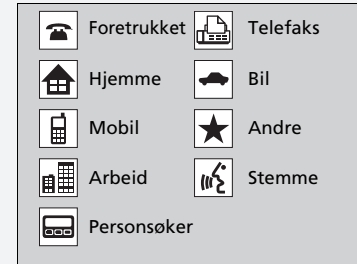 Foretrukket Telefaks
Hjemme Bil
Mobil Andre
Arbeid Stemme
Personsøker